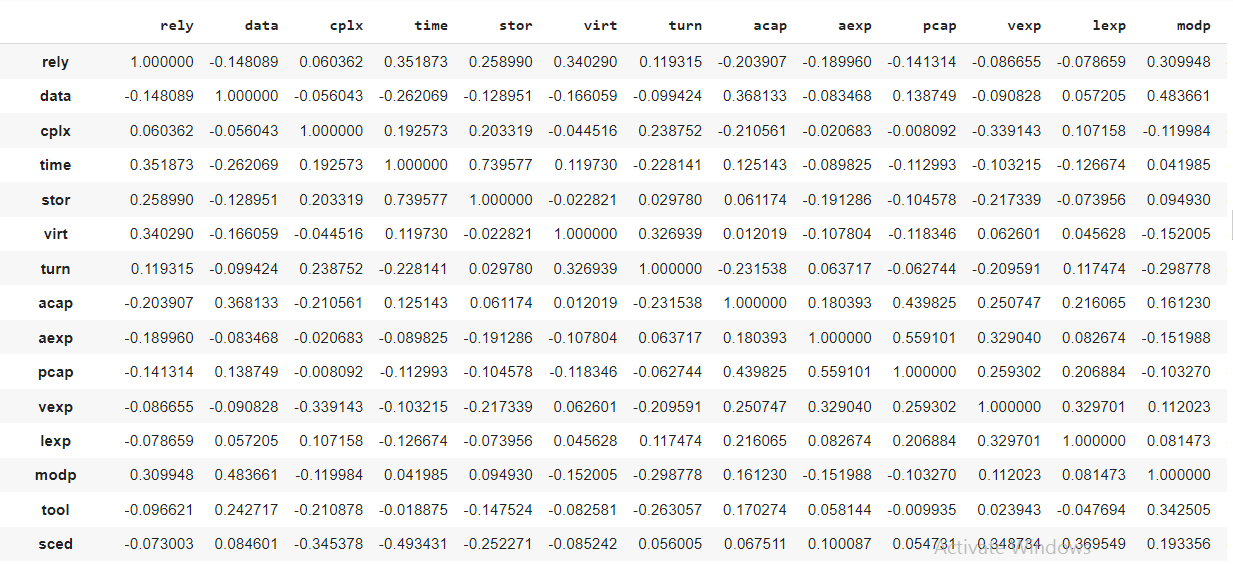 rely data cplx time stor virt turn acap aexp pcap vexp lexp modp
rely 1.000000 -0.148089 0.060362 0.351873 0.258990 0.340290 0.119315 -0.203907 -0.189960 -0.141314 -0.086655 -0.078659 0.309948
data -0.148089 1.000000 -0.056043 -0.262069 -0.128951 -0.166059 -0.099424 0.368133 -0.083468 0.138749 -0.090828 0.057205 0.483661
cplx 0.060362 -0.056043 1.000000 0.192573 0.203319 -0.044516 0.238752 -0.210561 -0.020683 -0.008092 -0.339143 0.107158 -0.119984
time 0.351873 -0.262069 0.192573 1.000000 0.739577 0.119730 -0.228141 0.125143 -0.089825 -0.112993 -0.103215 -0.126674 0.041985
stor 0.258990 -0.128951 0.203319 0.739577 1.000000 -0.022821 0.029780 0.061174 -0.191286 -0.104578 -0.217339 -0.073956 0.094930
virt 0.340290 -0.166059 -0.044516 0.119730 -0.022821 1.000000 0.326939 0.012019 -0.107804 -0.118346 0.062601 0.045628 -0.152005
turn 0.119315 -0.099424 0.238752 -0.228141 0.029780 0.326939 1.000000 -0.231538 0.063717 -0.062744 -0.209591 0.117474 -0.298778
acap -0.203907 0.368133 -0.210561 0.125143 0.061174 0.012019 -0.231538 1.000000 0.180393 0.439825 0.250747 0.216065 0.161230
aexp -0.189960 -0.083468 -0.020683 -0.089825 -0.191286 -0.107804 0.063717 0.180393 1.000000 0.559101 0.329040 0.082674 -0.151988
pcap -0.141314 0.138749 -0.008092 -0.112993 -0.104578 -0.118346 -0.062744 0.439825 0.559101 1.000000 0.259302 0.206884 -0.103270
vexp -0.086655 -0.090828 -0.339143 -0.103215 -0.217339 0.062601 -0.209591 0.250747 0.329040 0.259302 1.000000 0.329701 0.112023
lexp -0.078659 0.057205 0.107158 -0.126674 -0.073956 0.045628 0.117474 0.216065 0.082674 0.206884 0.329701 1.000000 0.081473
modp 0.309948 0.483661 -0.119984 0.041985 0.094930 -0.152005 -0.298778 0.161230 -0.151988 -0.103270 0.112023 0.081473 1.000000
tool -0.096621 0.242717 -0.210878 -0.018875 -0.147524 -0.082581 -0.263057 0.170274 0.058144 -0.009935 0.023943 -0.047694 0.342505
sced -0.073003 0.084601 -0.345378 -0.493431 -0.252271 -0.085242 0.056005 0.067511 0.100087 0.054731 0.348734 0.369549 0.193356
Activate Windows